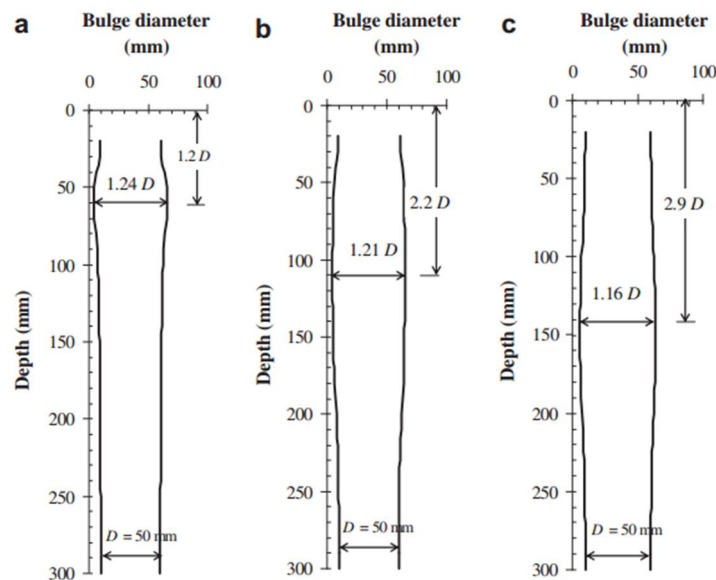 a
Bulge diameter
(mm)
0 50 100
0
50
100
150
200
250
300
Depth (mm)
1.2 D
1.24 D
D = 50 mm
b
Bulge diameter
(mm)
0 50 100
0
50
100
150
200
250
300
Depth (mm)
2.2 D
1.21 D
D = 50 mm
c
Bulge diameter
(mm)
0 50 100
0
50
100
150
200
250
300
Depth (mm)
2.9 D
1.16 D
D = 50 mm